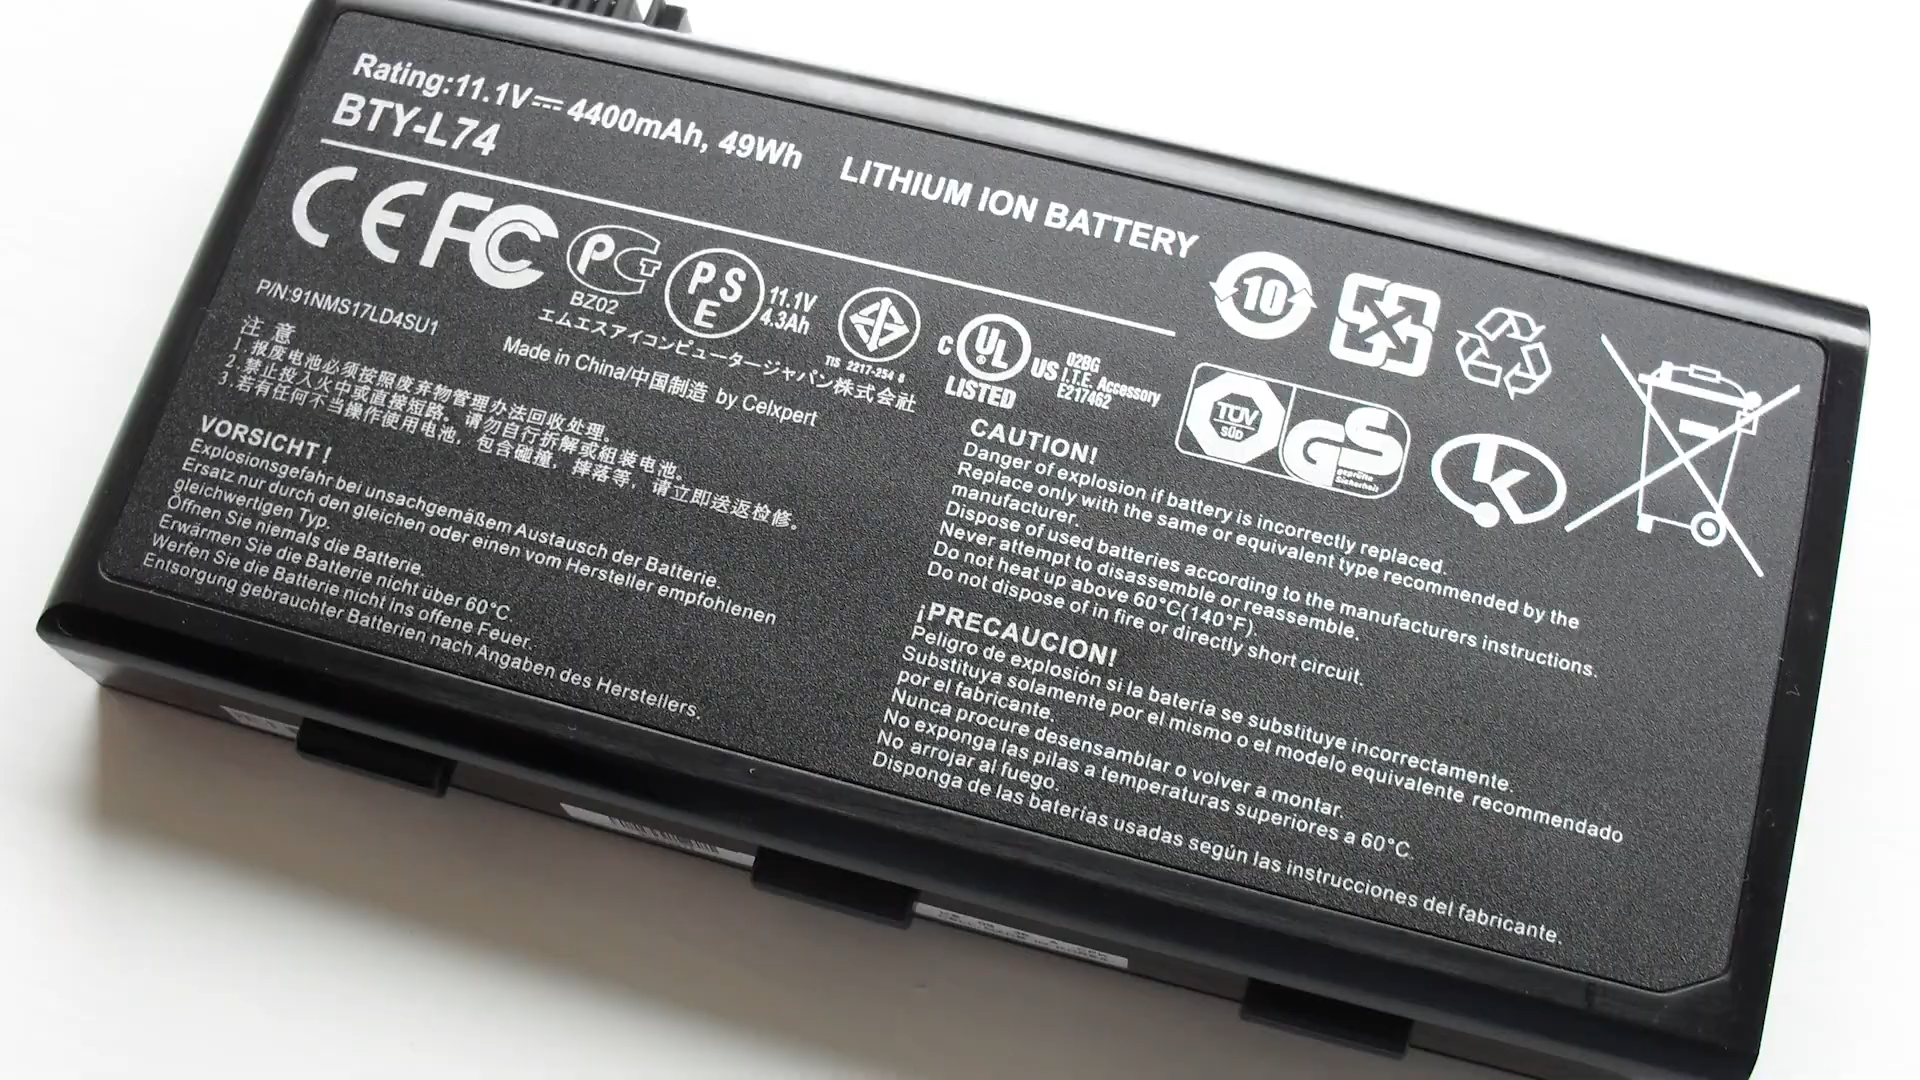 Rating:11.1V⎓4400mAh, 49Wh
BTY-L74
LITHIUM ION BATTERY
CE FC
PCT
BZ02
PS
E
11.1V
4.3Ah
TIS 2217-254 8
C UL US
LISTED
02BG
I.T.E. Accessory
E217462
10
P/N:91NMS17LD4SU1
エムエスアイコンピュータージャパン株式会社
Made in China/中国制造 by Celxpert
TÜV
SÜD
GS
geprüfte
Sicherheit
K
注 意
1.报废电池必须按照废弃物管理办法回收处理。
2.禁止投入火中或直接短路。请勿自行拆解或组装电池。
3.若有任何不当操作使用电池，包含碰撞，摔落等，请立即送返检修。
VORSICHT !
Explosionsgefahr bei unsachgemäßem Austausch der Batterie.
Ersatz nur durch den gleichen oder einen vom Hersteller empfohlenen
gleichwertigen Typ.
Öffnen Sie niemals die Batterie.
Erwärmen Sie die Batterie nicht über 60°C
Werfen Sie die Batterie nicht ins offene Feuer.
Entsorgung gebrauchter Batterien nach Angaben des Herstellers.
CAUTION!
Danger of explosion if battery is incorrectly replaced.
Replace only with the same or equivalent type recommended by the
manufacturer.
Dispose of used batteries according to the manufacturers instructions.
Never attempt to disassemble or reassemble.
Do not heat up above 60°C(140°F).
Do not dispose of in fire or directly short circuit.
¡PRECAUCION!
Peligro de explosión si la batería se substituye incorrectamente.
Substituya solamente por el mismo o el modelo equivalente recommendado
por el fabricante.
Nunca procure desensamblar o volver a montar.
No exponga las pilas a temperaturas superiores a 60°C.
No arrojar al fuego.
Disponga de las baterías usadas según las instrucciones del fabricante.